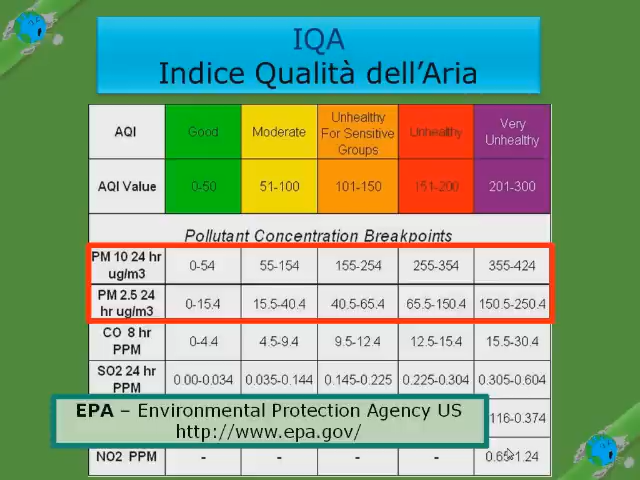 IQA
Indice Qualità dell'Aria
AQI Good Moderate Unhealthy For Sensitive Groups Unhealthy Very Unhealthy
AQI Value 0-50 51-100 101-150 151-200 201-300
Pollutant Concentration Breakpoints
PM 10 24 hr ug/m3 0-54 55-154 155-254 255-354 355-424
PM 2.5 24 hr ug/m3 0-15.4 15.5-40.4 40.5-65.4 65.5-150.4 150.5-250.4
CO 8 hr PPM 0-4.4 4.5-9.4 9.5-12.4 12.5-15.4 15.5-30.4
SO2 24 hr PPM 0.00-0.034 0.035-0.144 0.145-0.225 0.225-0.304 0.305-0.604
EPA – Environmental Protection Agency US
http://www.epa.gov/
116-0.374
NO2 PPM - - - - 0.65-1.24